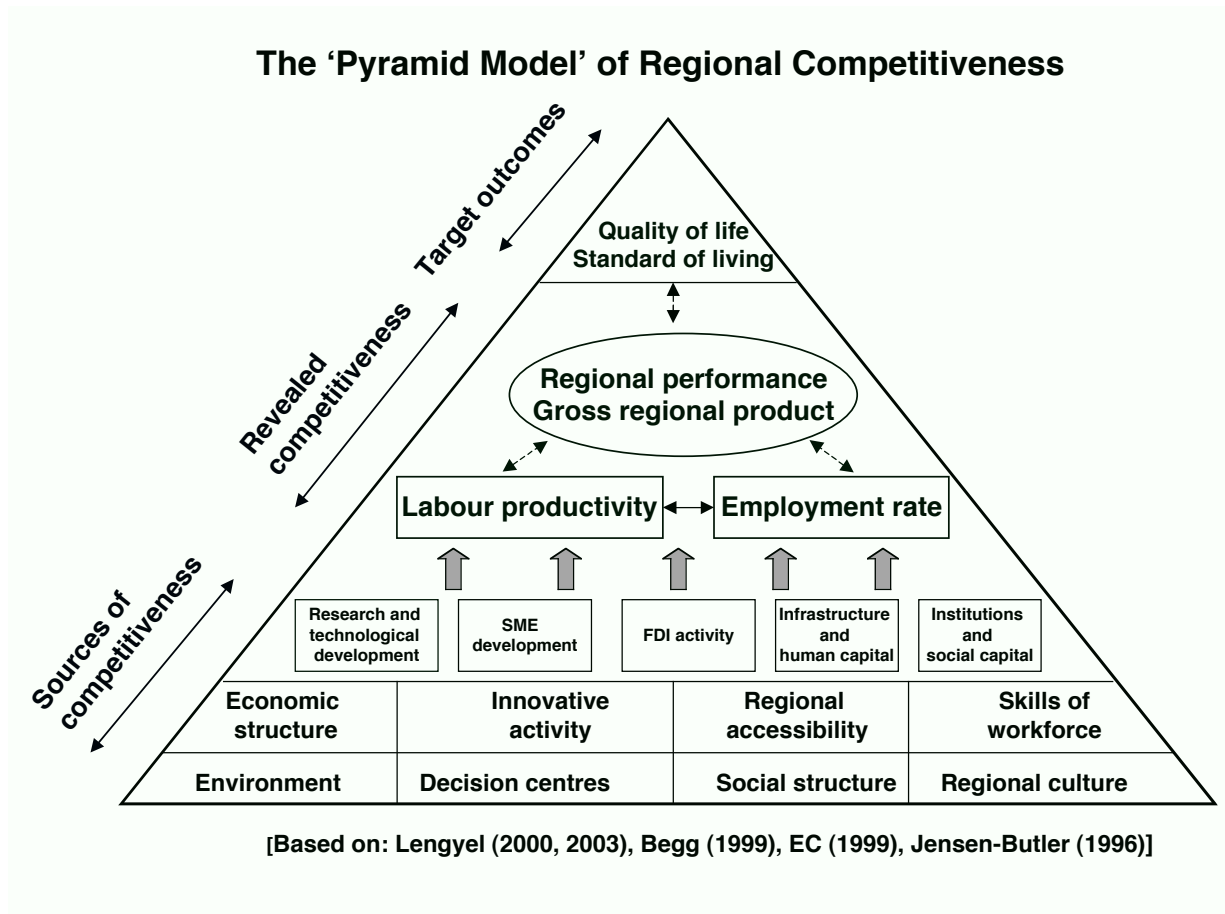 The ‘Pyramid Model’ of Regional Competitiveness
Target outcomes
Quality of life
Standard of living
Revealed
competitiveness
Regional performance
Gross regional product
Labour productivity
Employment rate
Sources of
competitiveness
Research and
technological
development
SME
development
FDI activity
Infrastructure
and
human capital
Institutions
and
social capital
Economic
structure
Innovative
activity
Regional
accessibility
Skills of
workforce
Environment
Decision centres
Social structure
Regional culture
[Based on: Lengyel (2000, 2003), Begg (1999), EC (1999), Jensen-Butler (1996)]